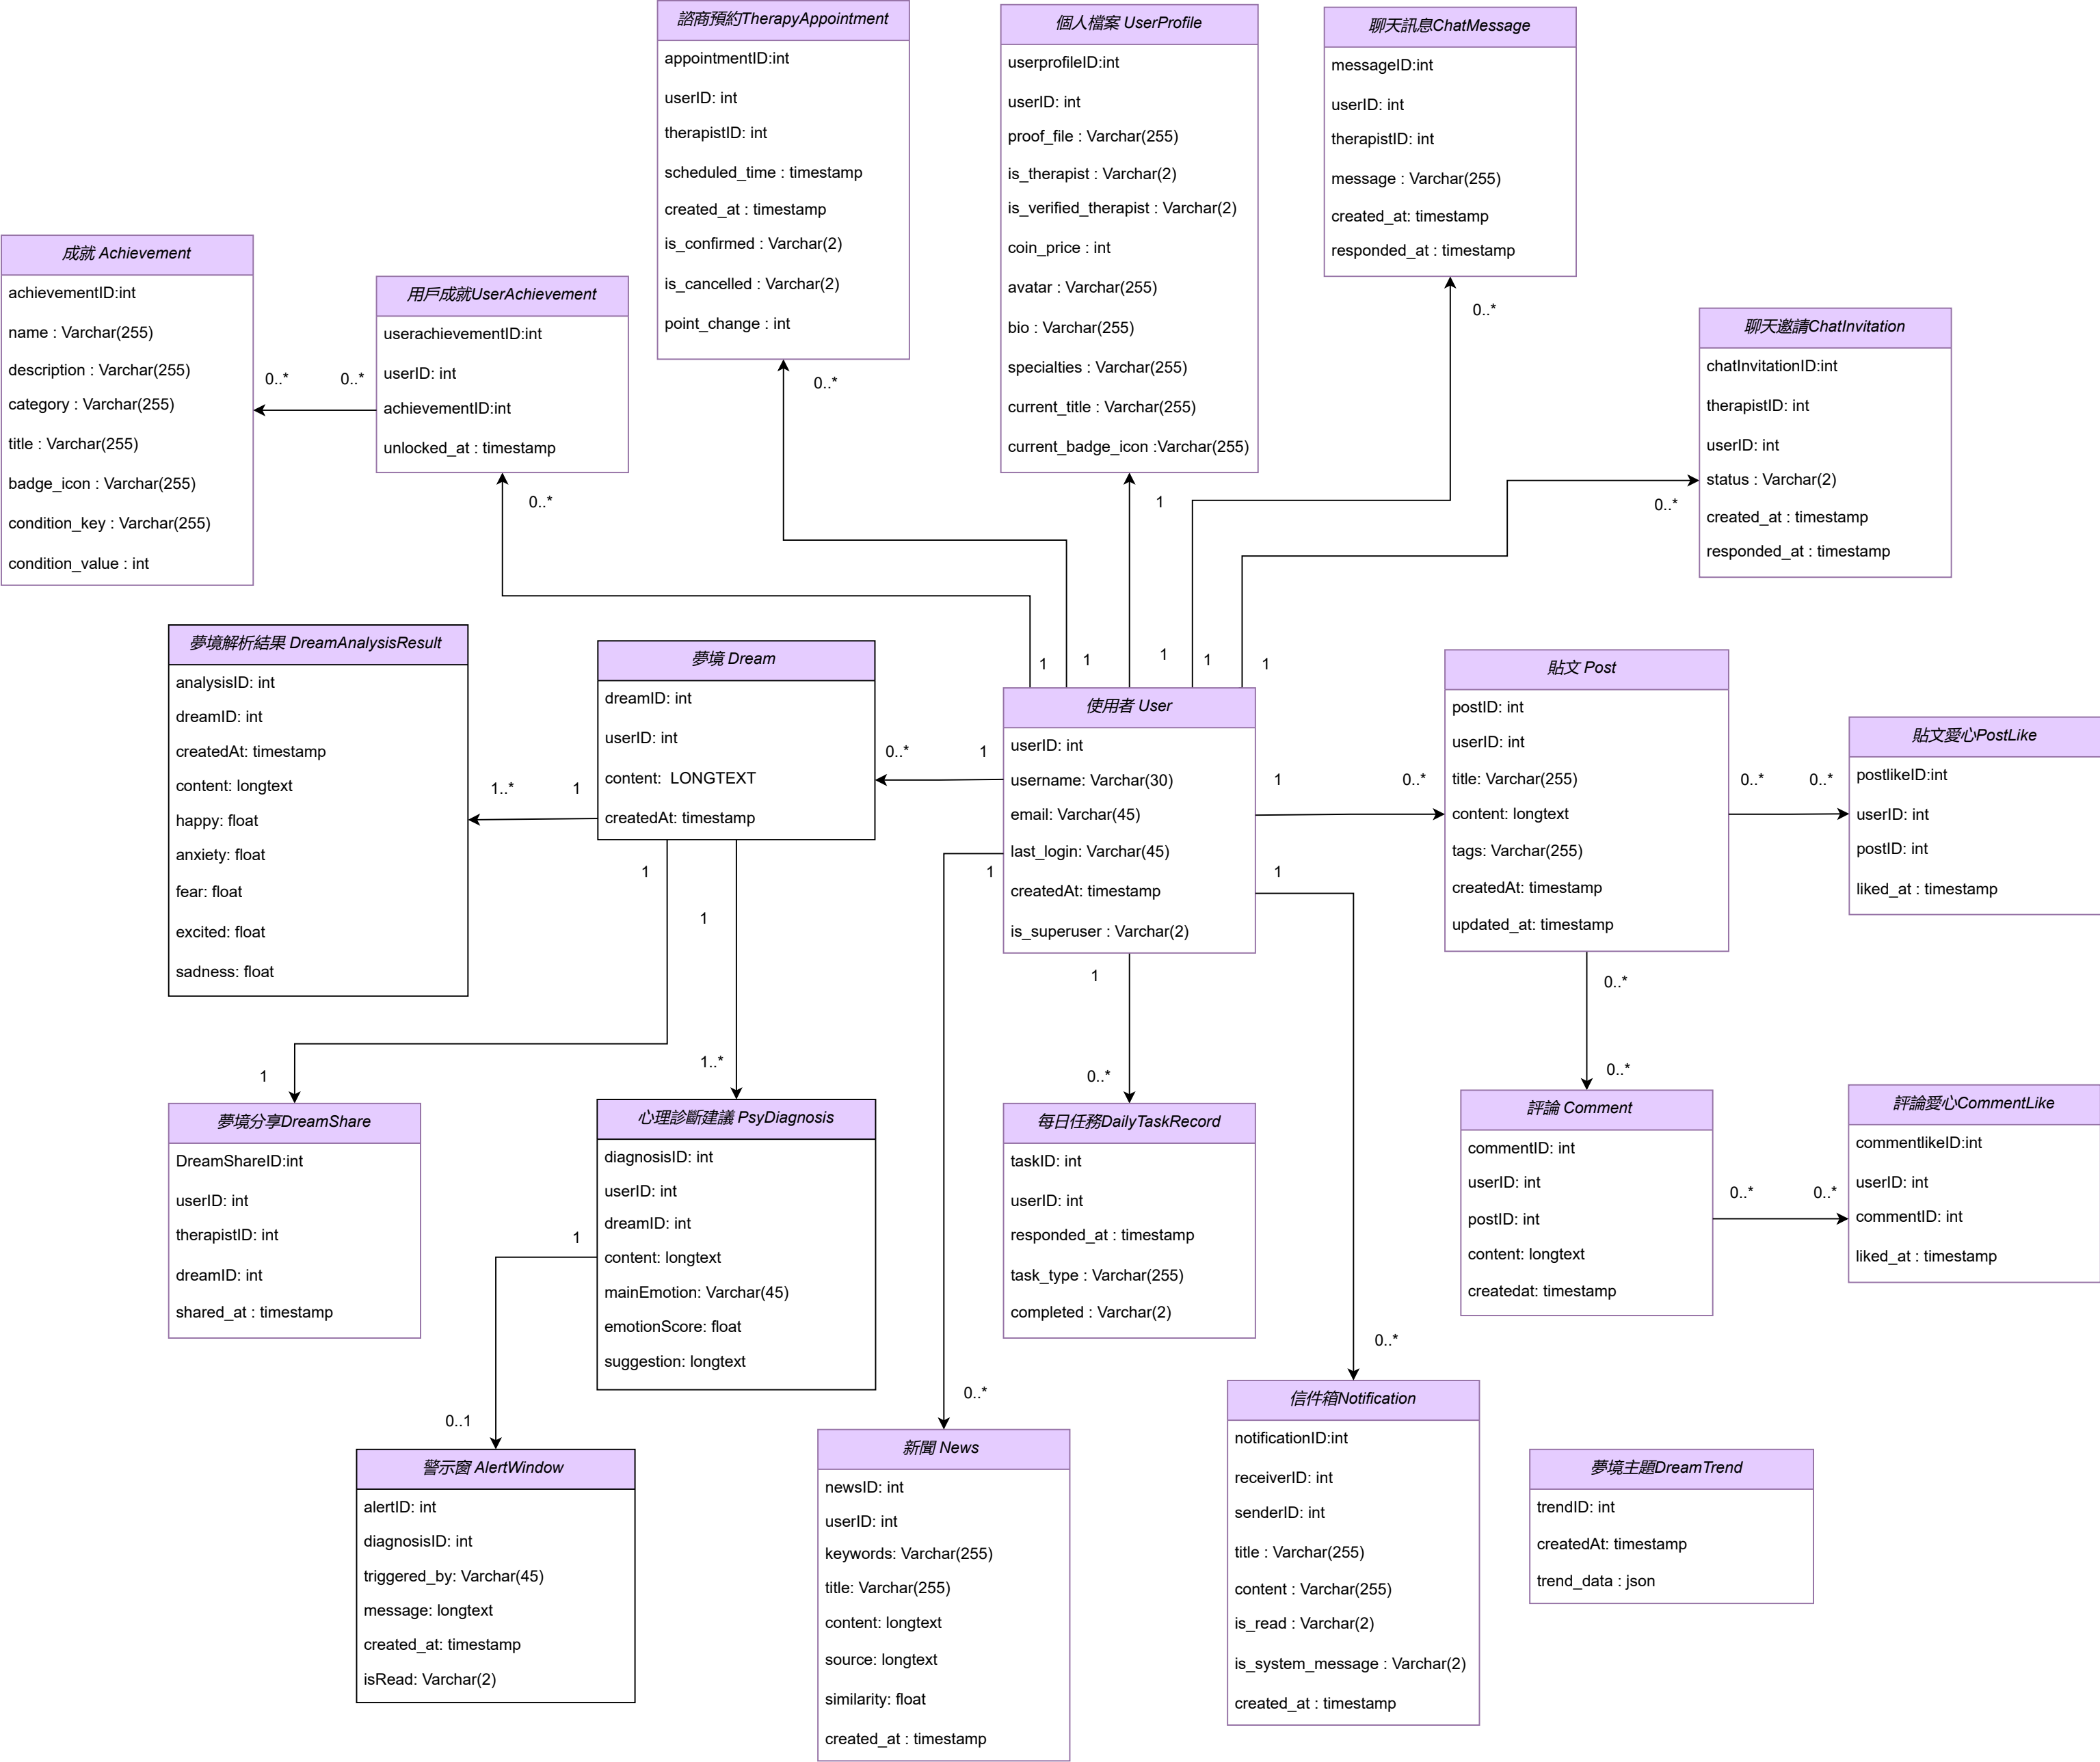 諮商預約TherapyAppointment
appointmentID:int
userID: int
therapistID: int
scheduled_time : timestamp
created_at : timestamp
is_confirmed : Varchar(2)
is_cancelled : Varchar(2)
point_change : int
0..*
個人檔案 UserProfile
userprofileID:int
userID: int
proof_file : Varchar(255)
is_therapist : Varchar(2)
is_verified_therapist : Varchar(2)
coin_price : int
avatar : Varchar(255)
bio : Varchar(255)
specialties : Varchar(255)
current_title : Varchar(255)
current_badge_icon :Varchar(255)
1
聊天訊息ChatMessage
messageID:int
userID: int
therapistID: int
message : Varchar(255)
created_at: timestamp
responded_at : timestamp
0..*
聊天邀請ChatInvitation
chatInvitationID:int
therapistID: int
userID: int
status : Varchar(2)
created_at : timestamp
responded_at : timestamp
0..*
成就 Achievement
achievementID:int
name : Varchar(255)
description : Varchar(255)
category : Varchar(255)
title : Varchar(255)
badge_icon : Varchar(255)
condition_key : Varchar(255)
condition_value : int
0..*
0..*
用戶成就UserAchievement
userachievementID:int
userID: int
achievementID:int
unlocked_at : timestamp
0..*
夢境解析結果 DreamAnalysisResult
analysisID: int
dreamID: int
createdAt: timestamp
content: longtext
happy: float
anxiety: float
fear: float
excited: float
sadness: float
1..*
1
夢境 Dream
dreamID: int
userID: int
content:  LONGTEXT
createdAt: timestamp
1
1
0..*
1
1
1
1
1
1
使用者 User
userID: int
username: Varchar(30)
email: Varchar(45)
last_login: Varchar(45)
createdAt: timestamp
is_superuser : Varchar(2)
1
1
1
1
0..*
貼文 Post
postID: int
userID: int
title: Varchar(255)
content: longtext
tags: Varchar(255)
createdAt: timestamp
updated_at: timestamp
0..*
0..*
貼文愛心PostLike
postlikeID:int
userID: int
postID: int
liked_at : timestamp
0..*
0..*
1
夢境分享DreamShare
DreamShareID:int
userID: int
therapistID: int
dreamID: int
shared_at : timestamp
1..*
心理診斷建議 PsyDiagnosis
diagnosisID: int
userID: int
dreamID: int
content: longtext
mainEmotion: Varchar(45)
emotionScore: float
suggestion: longtext
1
0..1
0..*
每日任務DailyTaskRecord
taskID: int
userID: int
responded_at : timestamp
task_type : Varchar(255)
completed : Varchar(2)
評論 Comment
commentID: int
userID: int
postID: int
content: longtext
createdat: timestamp
0..*
0..*
評論愛心CommentLike
commentlikeID:int
userID: int
commentID: int
liked_at : timestamp
警示窗 AlertWindow
alertID: int
diagnosisID: int
triggered_by: Varchar(45)
message: longtext
created_at: timestamp
isRead: Varchar(2)
0..*
新聞 News
newsID: int
userID: int
keywords: Varchar(255)
title: Varchar(255)
content: longtext
source: longtext
similarity: float
created_at : timestamp
0..*
信件箱Notification
notificationID:int
receiverID: int
senderID: int
title : Varchar(255)
content : Varchar(255)
is_read : Varchar(2)
is_system_message : Varchar(2)
created_at : timestamp
夢境主題DreamTrend
trendID: int
createdAt: timestamp
trend_data : json